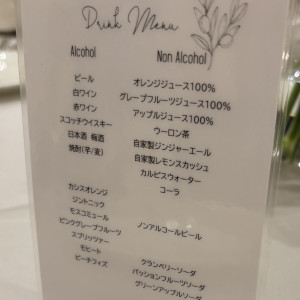 Drink Menu
Alcohol
ビール
白ワイン
赤ワイン
スコッチウイスキー
日本酒 梅酒
焼酎(芋/麦)
カシスオレンジ
ジントニック
モスコミュール
ピンクグレープフルーツ
スプリッツァー
モヒート
ピーチフィズ
Non Alcohol
オレンジジュース100%
グレープフルーツジュース100%
アップルジュース100%
ウーロン茶
自家製ジンジャーエール
自家製レモンスカッシュ
カルピスウォーター
コーラ
ノンアルコールビール
クランベリーソーダ
パッションフルーツソーダ
グリーンアップルソーダ